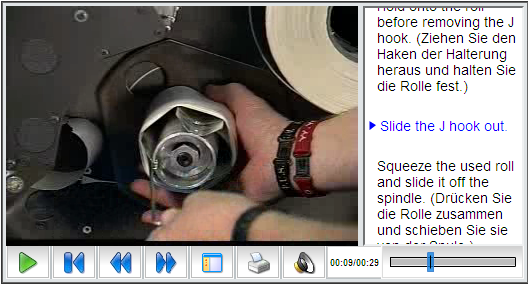 Hold onto the roll
before removing the J
hook. (Ziehen Sie den
Haken der Halterung
heraus und halten Sie
die Rolle fest.)
Slide the J hook out.
Squeeze the used roll
and slide it off the
spindle. (Drücken Sie
die Rolle zusammen
und schieben Sie sie
von der Spule.)
00:09/00:29